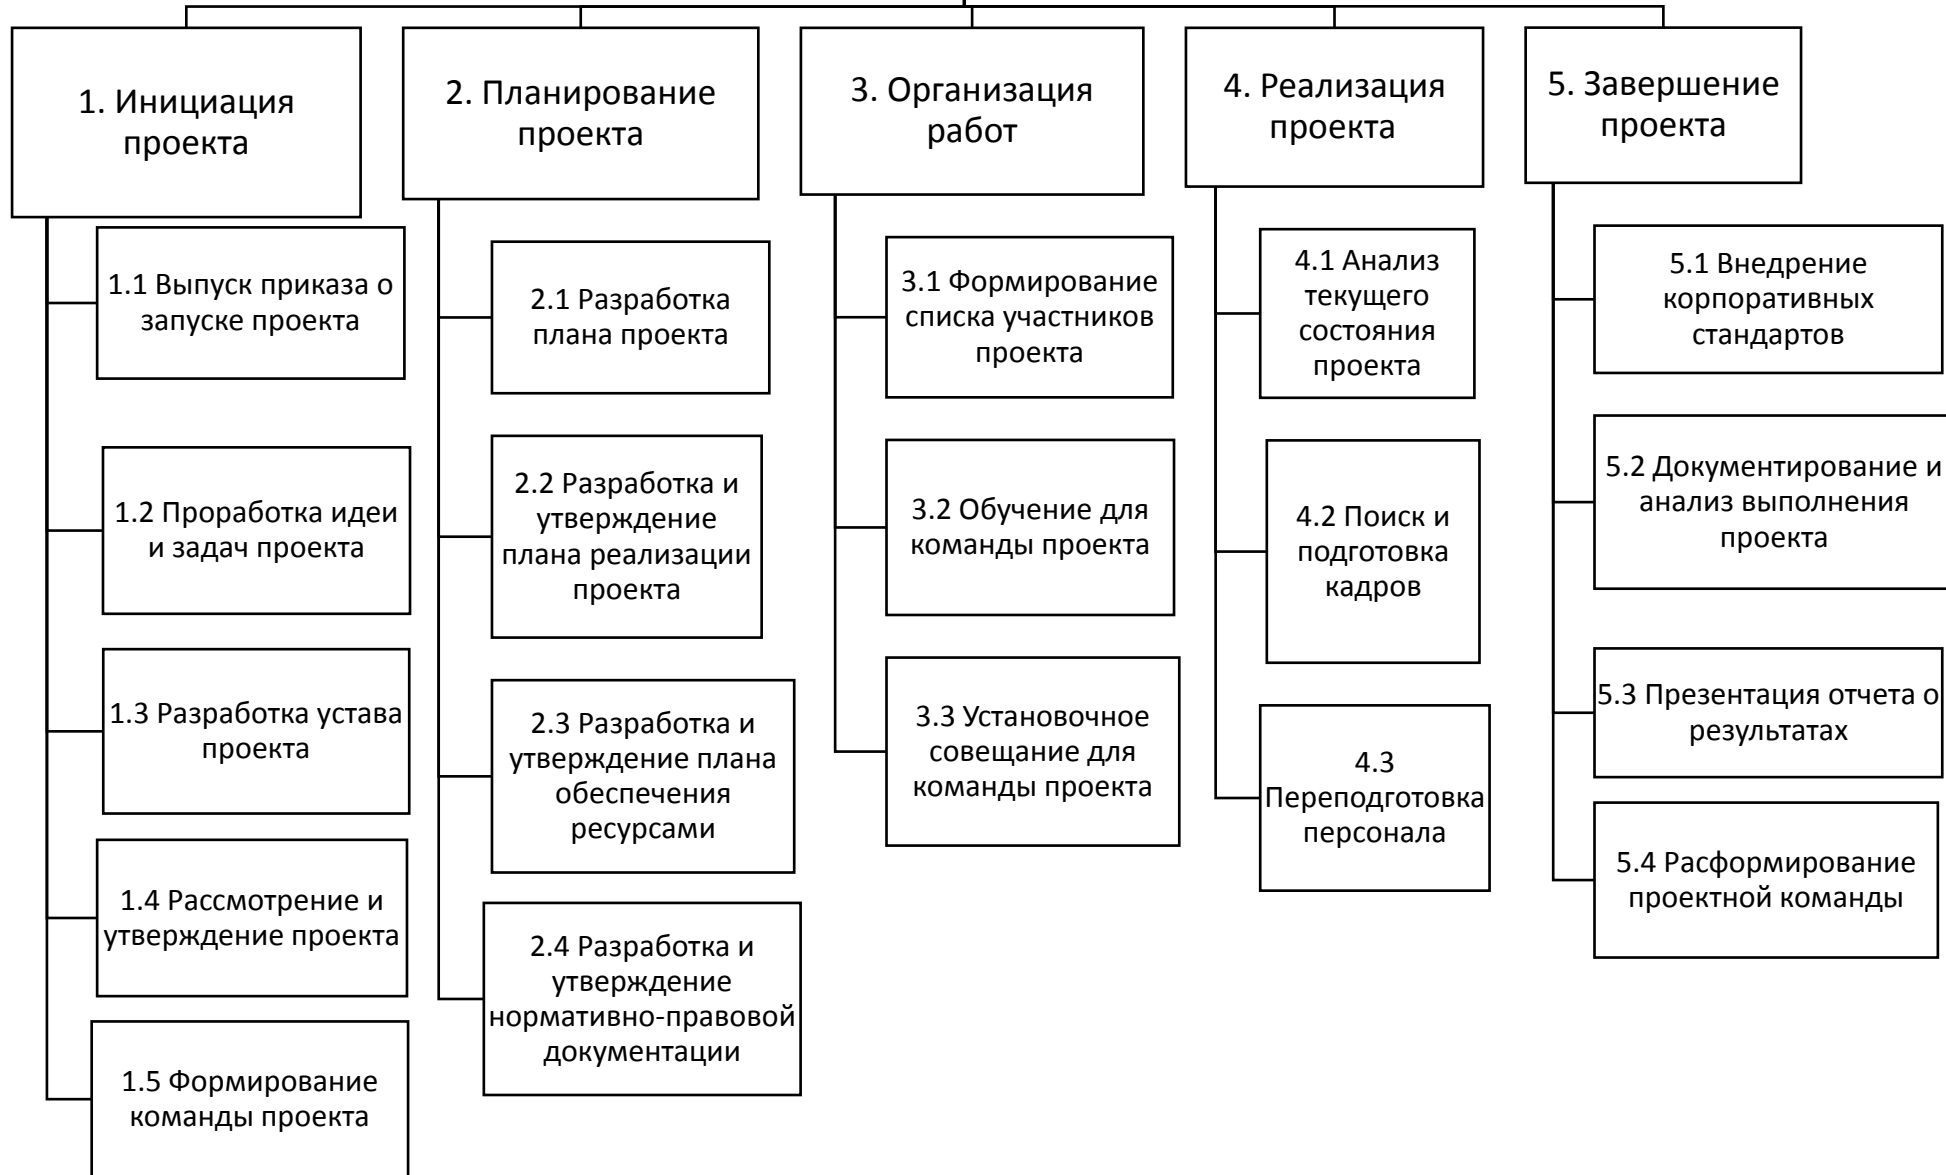 1. Инициация
проекта
1.1 Выпуск приказа о
запуске проекта
1.2 Проработка идеи
и задач проекта
1.3 Разработка устава
проекта
1.4 Рассмотрение и
утверждение проекта
1.5 Формирование
команды проекта
2. Планирование
проекта
2.1 Разработка
плана проекта
2.2 Разработка и
утверждение
плана реализации
проекта
2.3 Разработка и
утверждение плана
обеспечения
ресурсами
2.4 Разработка и
утверждение
нормативно-правовой
документации
3. Организация
работ
3.1 Формирование
списка участников
проекта
3.2 Обучение для
команды проекта
3.3 Установочное
совещание для
команды проекта
4. Реализация
проекта
4.1 Анализ
текущего
состояния
проекта
4.2 Поиск и
подготовка
кадров
4.3
Переподготовка
персонала
5. Завершение
проекта
5.1 Внедрение
корпоративных
стандартов
5.2 Документирование и
анализ выполнения
проекта
5.3 Презентация отчета о
результатах
5.4 Расформирование
проектной команды